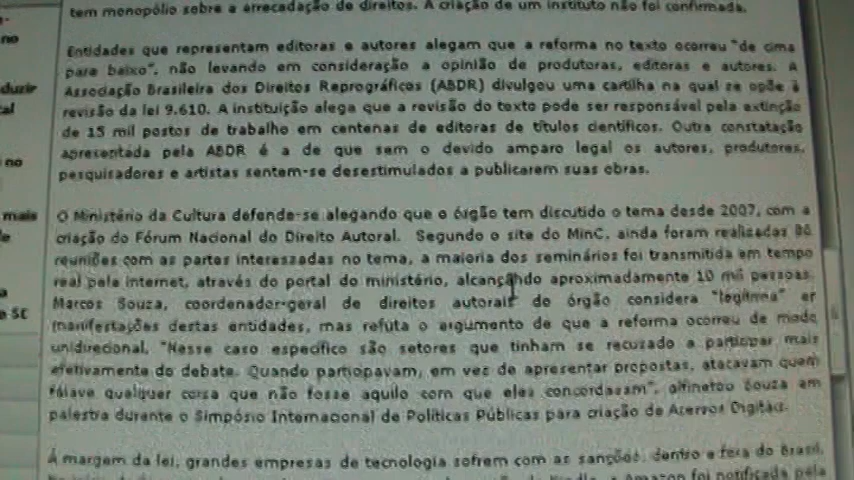 tem monopólio sobre a arrecadação de direitos. A criação de um instituto não foi confirmada.
no
Entidades que representam editoras e autores alegam que a reforma no texto ocorreu "de cima
para baixo", não levando em consideração a opinião de produtoras, editoras e autores. A
duzir
Associação Brasileira dos Direitos Reprográficos (ABDR) divulgou uma cartilha na qual se opõe à
al
revisão da lei 9.610. A instituição alega que a revisão do texto pode ser responsável pela extinção
de 15 mil postos de trabalho em centenas de editoras de títulos científicos. Outra constatação
no
apresentada pela ABDR é a de que sem o devido amparo legal os autores, produtores,
pesquisadores e artistas sentem-se desestimulados a publicarem suas obras.
mais
O Ministério da Cultura defende-se alegando que o órgão tem discutido o tema desde 2007, com a
criação do Fórum Nacional do Direito Autoral. Segundo o site do MinC, ainda foram realizadas 80
reuniões com as partes interessadas no tema, a maioria dos seminários foi transmitida em tempo
real pela internet, através do portal do ministério, alcançando aproximadamente 10 mil pessoas.
Marcos Souza, coordenador-geral de direitos autorais do órgão considera "legítima" er
manifestações destas entidades, mas refuta o argumento de que a reforma ocorreu de modo
unidirecional. "Nesse caso específico são setores que tinham se recusado a participar mais
efetivamente do debate. Quando participavam, em vez de apresentar propostas, atacavam quem
falava qualquer coisa que não fosse aquilo com que eles concordavam", Souza em
palestra durante o Simpósio Internacional de Políticas Públicas para criação de Acervos Digitais.
À margem da lei, grandes empresas de tecnologia sofrem com as sanções, dentro e fora do Brasil.
Amazon foi notificada pela